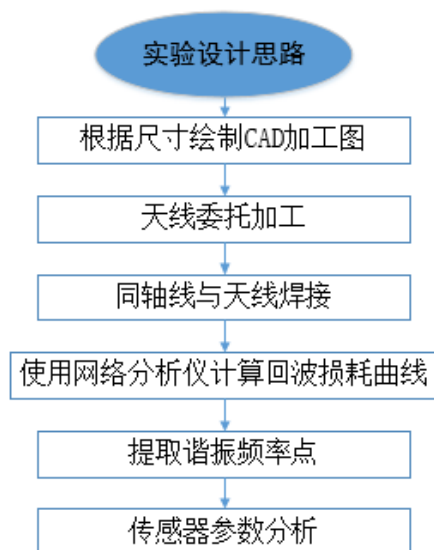 实验设计思路
根据尺寸绘制CAD加工图
天线委托加工
同轴线与天线焊接
使用网络分析仪计算回波损耗曲线
提取谐振频率点
传感器参数分析